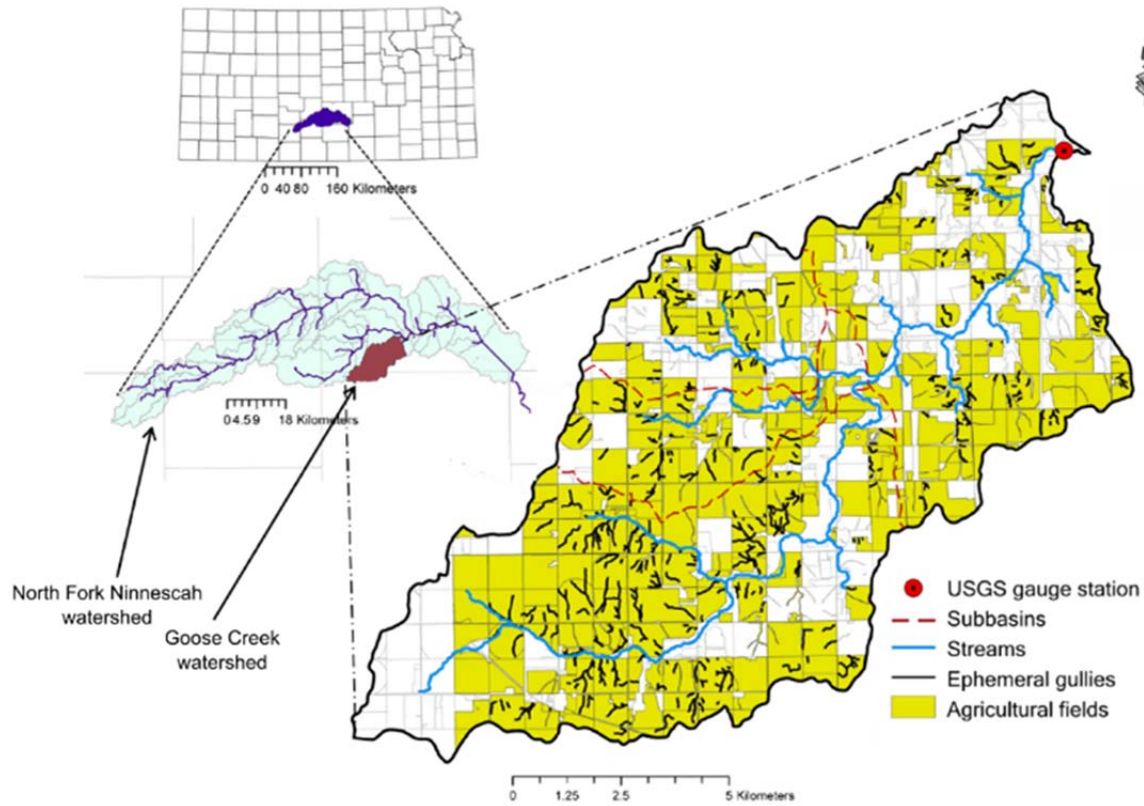 0 40 80 160 Kilometers
0 4.5 9 18 Kilometers
North Fork Ninnescah
watershed
Goose Creek
watershed
USGS gauge station
Subbasins
Streams
Ephemeral gullies
Agricultural fields
0 1.25 2.5 5 Kilometers